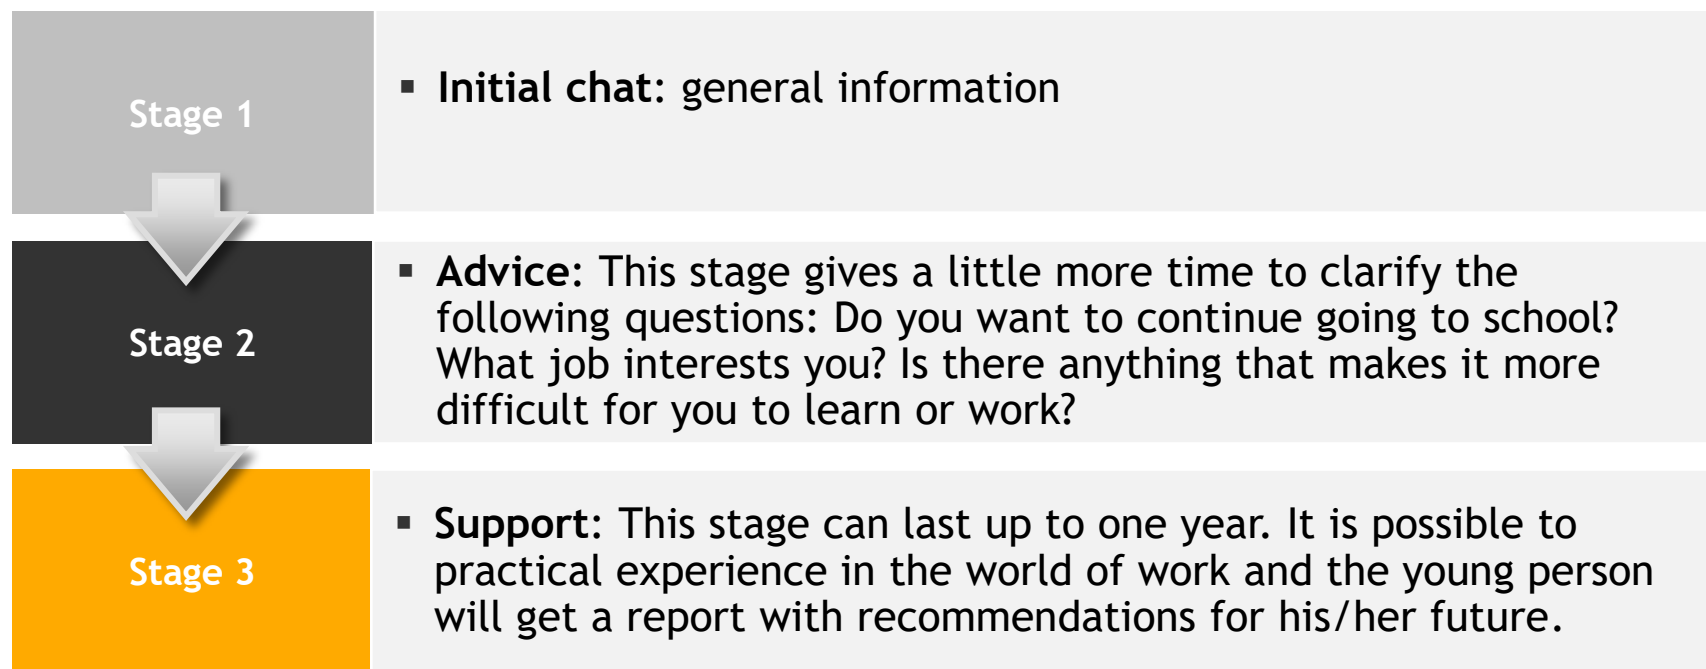 Stage 1
▪ Initial chat: general information
Stage 2
▪ Advice: This stage gives a little more time to clarify the
following questions: Do you want to continue going to school?
What job interests you? Is there anything that makes it more
difficult for you to learn or work?
Stage 3
▪ Support: This stage can last up to one year. It is possible to
practical experience in the world of work and the young person
will get a report with recommendations for his/her future.